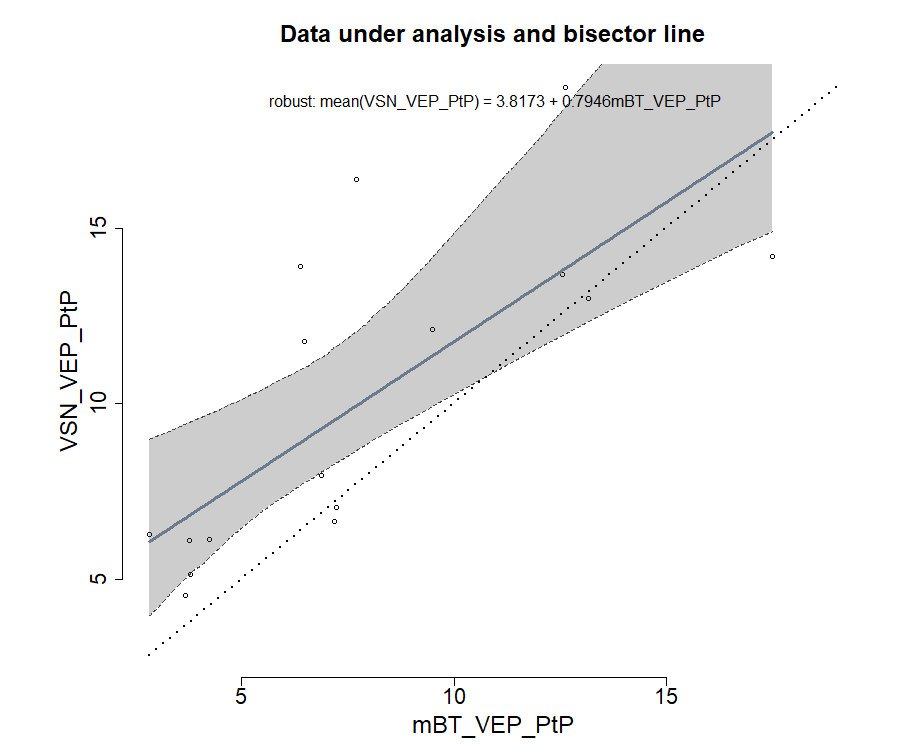 Data under analysis and bisector line
robust: mean(VSN_VEP_PtP) = 3.8173 + 0.7946mBT_VEP_PtP
15
10
5
VSN_VEP_PtP
5 10 15
mBT_VEP_PtP